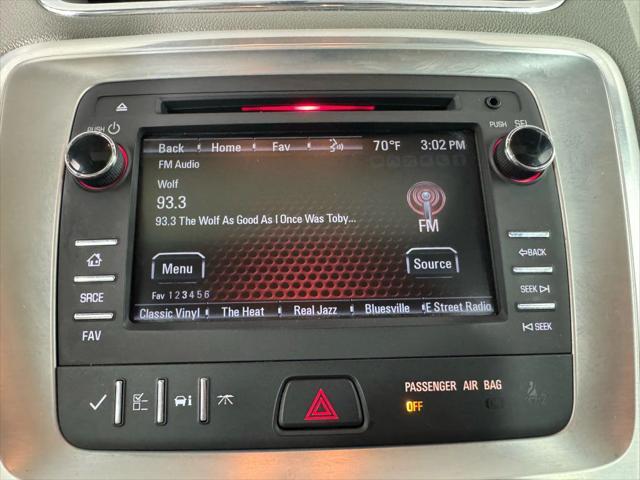 PUSH
PUSH SEL
Back Home Fav 70°F 3:02 PM
FM Audio
Wolf
93.3
93.3 The Wolf As Good As I Once Was Toby...
FM
Menu
Source
Fav 1 2 3 4 5 6
Classic Vinyl The Heat Real Jazz Bluesville E Street Radio
SRCE
FAV
BACK
SEEK
SEEK
PASSENGER AIR BAG
OFF